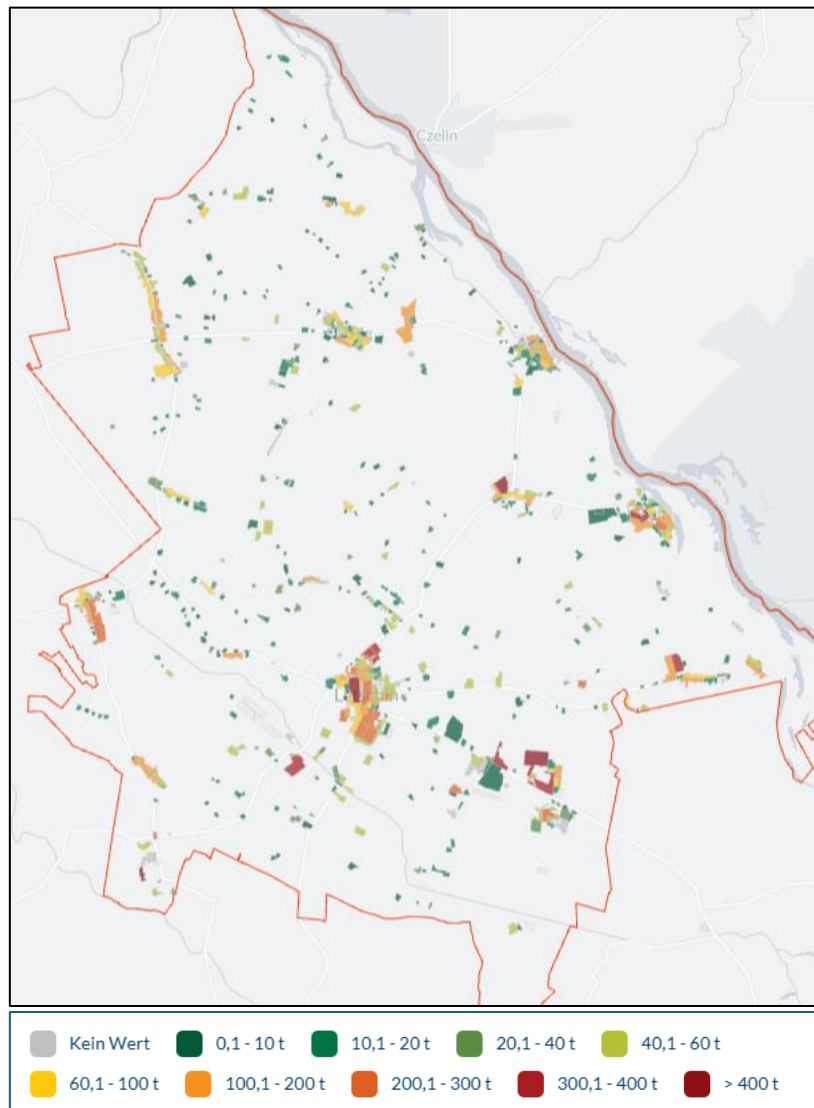 Czelin
Kein Wert
0,1 - 10 t
10,1 - 20 t
20,1 - 40 t
40,1 - 60 t
60,1 - 100 t
100,1 - 200 t
200,1 - 300 t
300,1 - 400 t
> 400 t